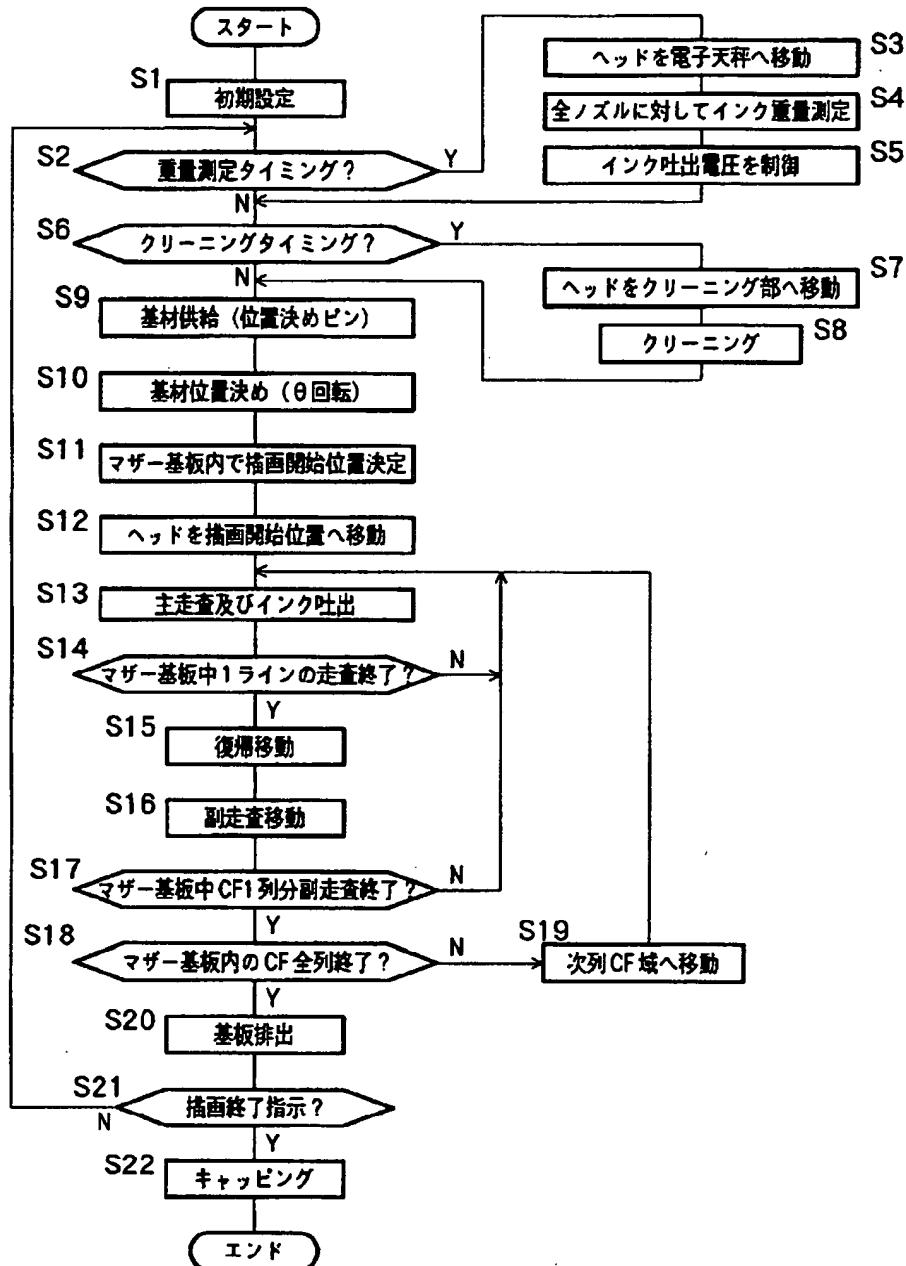 スタート
S1
初期設定
S2
重量測定タイミング?
Y
N
S3
ヘッドを電子天秤へ移動
S4
全ノズルに対してインク重量測定
S5
インク吐出電圧を制御
S6
クリーニングタイミング?
Y
N
S7
ヘッドをクリーニング部へ移動
S8
クリーニング
S9
基材供給(位置決めピン)
S10
基材位置決め(θ回転)
S11
マザー基板内で描画開始位置決定
S12
ヘッドを描画開始位置へ移動
S13
主走査及びインク吐出
S14
マザー基板中1ラインの走査終了?
N
Y
S15
復帰移動
S16
副走査移動
S17
マザー基板中CF1列分副走査終了?
N
Y
S18
マザー基板内のCF全列終了?
N
Y
S19
次列CF域へ移動
S20
基板排出
S21
描画終了指示?
N
Y
S22
キャッピング
エンド